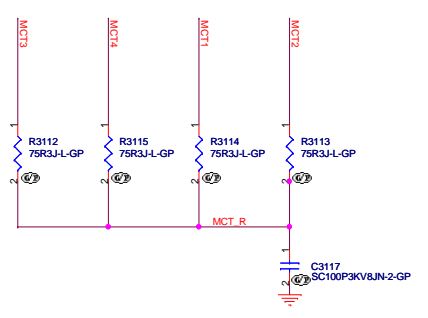 MCT3
MCT4
MCT1
MCT2
1
1
1
1
R3112
75R3J-L-GP
R3115
75R3J-L-GP
R3114
75R3J-L-GP
R3113
75R3J-L-GP
2
G/P
2
G/P
2
G/P
2
G/P
MCT_R
1
C3117
SC100P3KV8JN-2-GP
2
G/P